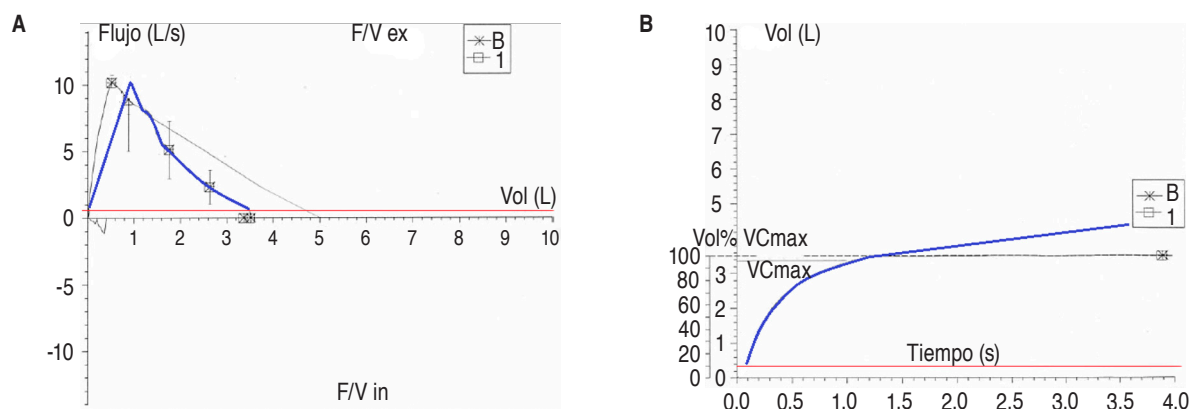 A
Flujo (L/s)
F/V ex
B
1
10
5
Vol (L)
0
1 2 3 4 5 6 7 8 9 10
-5
-10
F/V in
B
Vol (L)
10
9
8
7
6
5
B
1
Vol% VCmax
100
3
VCmax
80
2
60
40
1
20
Tiempo (s)
0 0
0.0 0.5 1.0 1.5 2.0 2.5 3.0 3.5 4.0